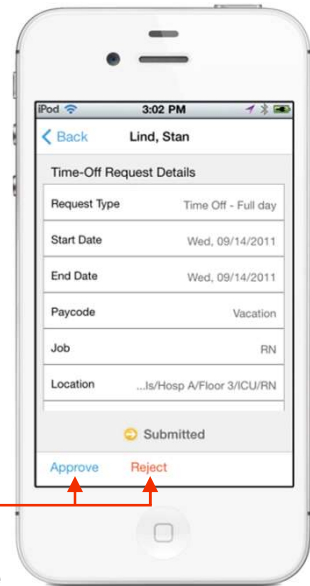 iPod 3:02 PM
Back Lind, Stan
Time-Off Request Details
Request Type Time Off - Full day
Start Date Wed, 09/14/2011
End Date Wed, 09/14/2011
Paycode Vacation
Job RN
Location ...ls/Hosp A/Floor 3/ICU/RN
Submitted
Approve Reject